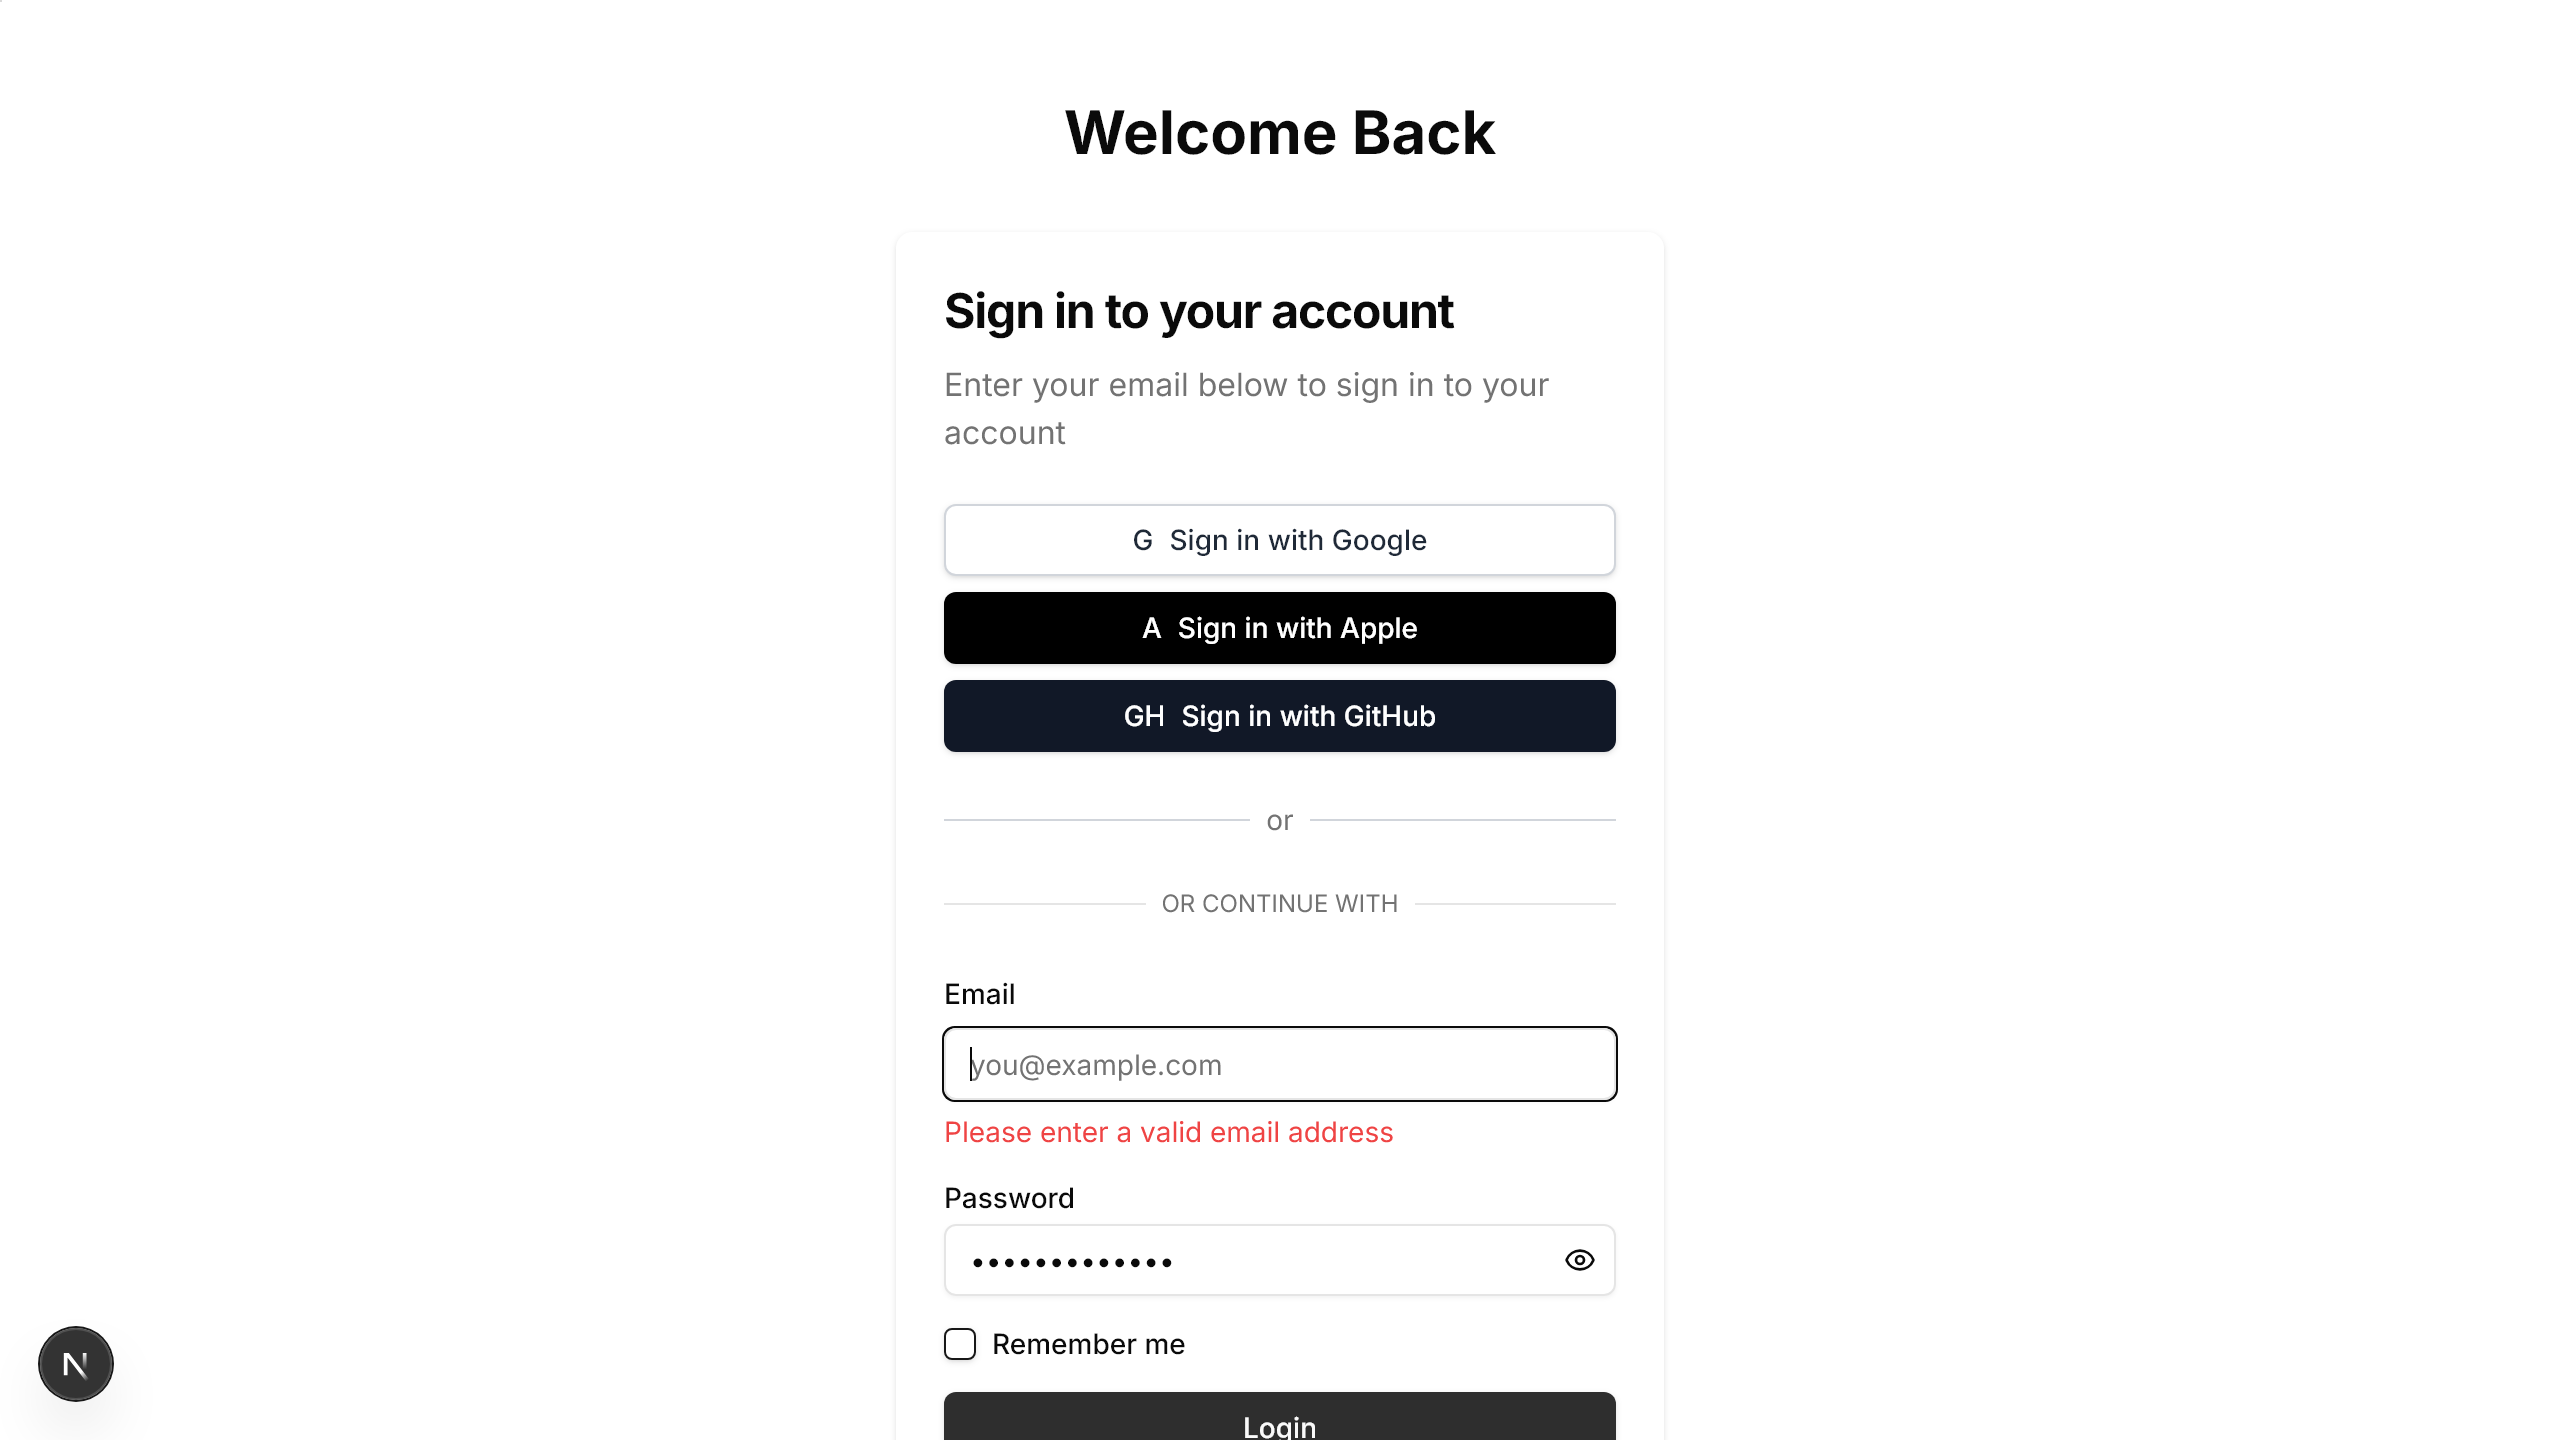 Welcome Back
Sign in to your account
Enter your email below to sign in to your
account
G Sign in with Google
A Sign in with Apple
GH Sign in with GitHub
or
OR CONTINUE WITH
Email
you@example.com
Please enter a valid email address
Password
•••••••••••••
Remember me
N
Login